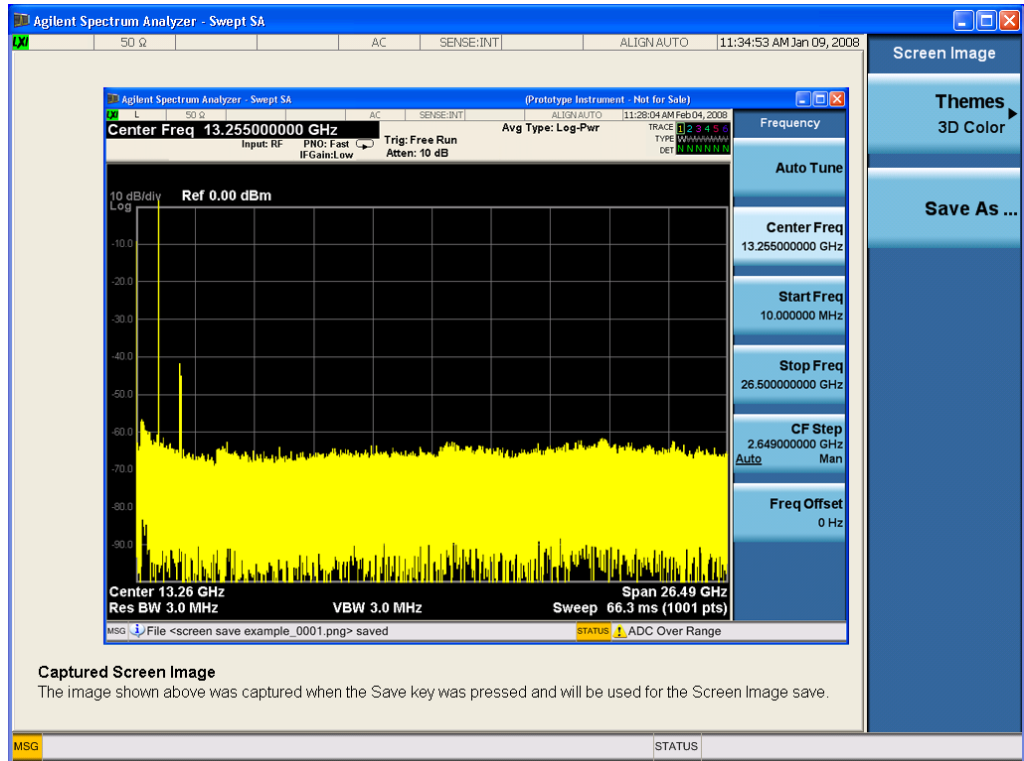 Agilent Spectrum Analyzer - Swept SA
LXI 50 Ω AC SENSE:INT ALIGN AUTO 11:34:53 AM Jan 09, 2008
Screen Image
Themes
3D Color
Save As ...
Agilent Spectrum Analyzer - Swept SA (Prototype Instrument - Not for Sale)
LXI L 50 Ω AC SENSE:INT ALIGNAUTO 11:28:04 AM Feb 04, 2008
Center Freq 13.255000000 GHz
Input: RF PNO: Fast Trig: Free Run
IFGain:Low Atten: 10 dB
Avg Type: Log-Pwr
TRACE 1 2 3 4 5 6
TYPE WWWWWW
DET N N N N N N
10 dB/div Ref 0.00 dBm
Log
-10.0
-20.0
-30.0
-40.0
-50.0
-60.0
-70.0
-80.0
-90.0
Center 13.26 GHz Span 26.49 GHz
Res BW 3.0 MHz VBW 3.0 MHz Sweep 66.3 ms (1001 pts)
MSG File <screen save example_0001.png> saved STATUS ADC Over Range
Frequency
Auto Tune
Center Freq
13.255000000 GHz
Start Freq
10.000000 MHz
Stop Freq
26.500000000 GHz
CF Step
2.649000000 GHz
Auto Man
Freq Offset
0 Hz
Captured Screen Image
The image shown above was captured when the Save key was pressed and will be used for the Screen Image save.
MSG STATUS